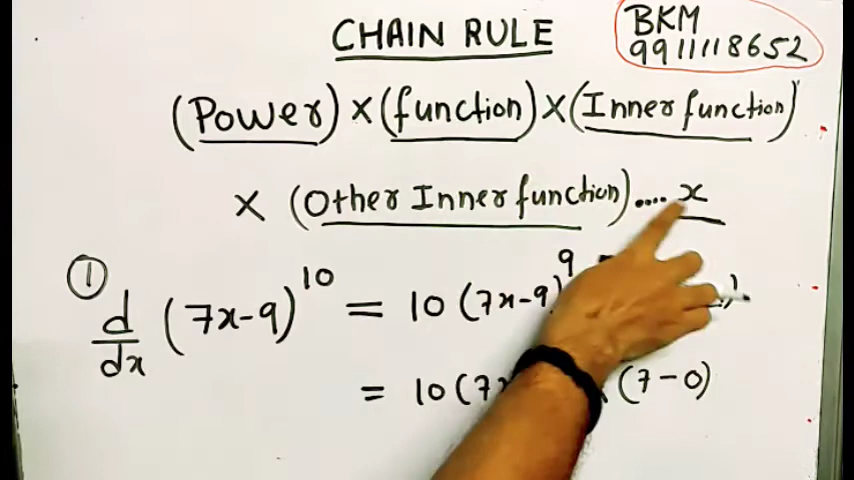 CHAIN RULE
BKM
9911118652
(Power) × (function) × (Inner function)
× (Other Inner function) .... x
① d/dx (7x-9)^10 = 10 (7x-9)^9
= 10 (7x × (7-0)